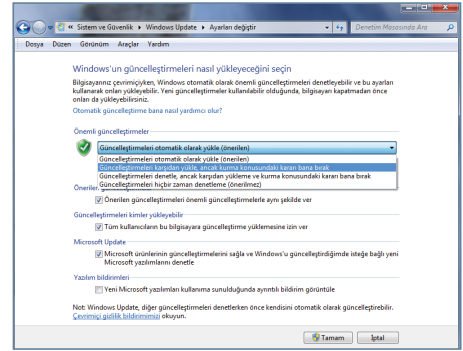 « Sistem ve Güvenlik ▸ Windows Update ▸ Ayarları değiştir
Denetim Masasında Ara
Dosya Düzen Görünüm Araçlar Yardım
Windows'un güncelleştirmeleri nasıl yükleyeceğini seçin
Bilgisayarınız çevrimiçiyken, Windows otomatik olarak önemli güncelleştirmeleri denetleyebilir ve bu ayarları
kullanarak onları yükleyebilir. Yeni güncelleştirmeler kullanılabilir olduğunda, bilgisayarı kapatmadan önce
onları da yükleyebilirsiniz.
Otomatik güncelleştirme bana nasıl yardımcı olur?
Önemli güncelleştirmeler
Güncelleştirmeleri otomatik olarak yükle (önerilen)
Güncelleştirmeleri otomatik olarak yükle (önerilen)
Güncelleştirmeleri karşıdan yükle, ancak kurma konusundaki kararı bana bırak
Güncelleştirmeleri denetle, ancak karşıdan yükleme ve kurma konusundaki kararı bana bırak
Güncelleştirmeleri hiçbir zaman denetleme (önerilmez)
Önerilen güncelleştirmeleri önemli güncelleştirmelerle aynı şekilde ver
Güncelleştirmeleri kimler yükleyebilir
Tüm kullanıcıların bu bilgisayara güncelleştirme yüklemesine izin ver
Microsoft Update
Microsoft ürünlerinin güncelleştirmelerini sağla ve Windows'u güncelleştirdiğimde isteğe bağlı yeni
Microsoft yazılımlarını denetle
Yazılım bildirimleri
Yeni Microsoft yazılımları kullanıma sunulduğunda ayrıntılı bildirim görüntüle
Not: Windows Update, diğer güncelleştirmeleri denetlerken önce kendisini otomatik olarak güncelleştirebilir.
Çevrimiçi gizlilik bildirimimizi okuyun.
Tamam
İptal